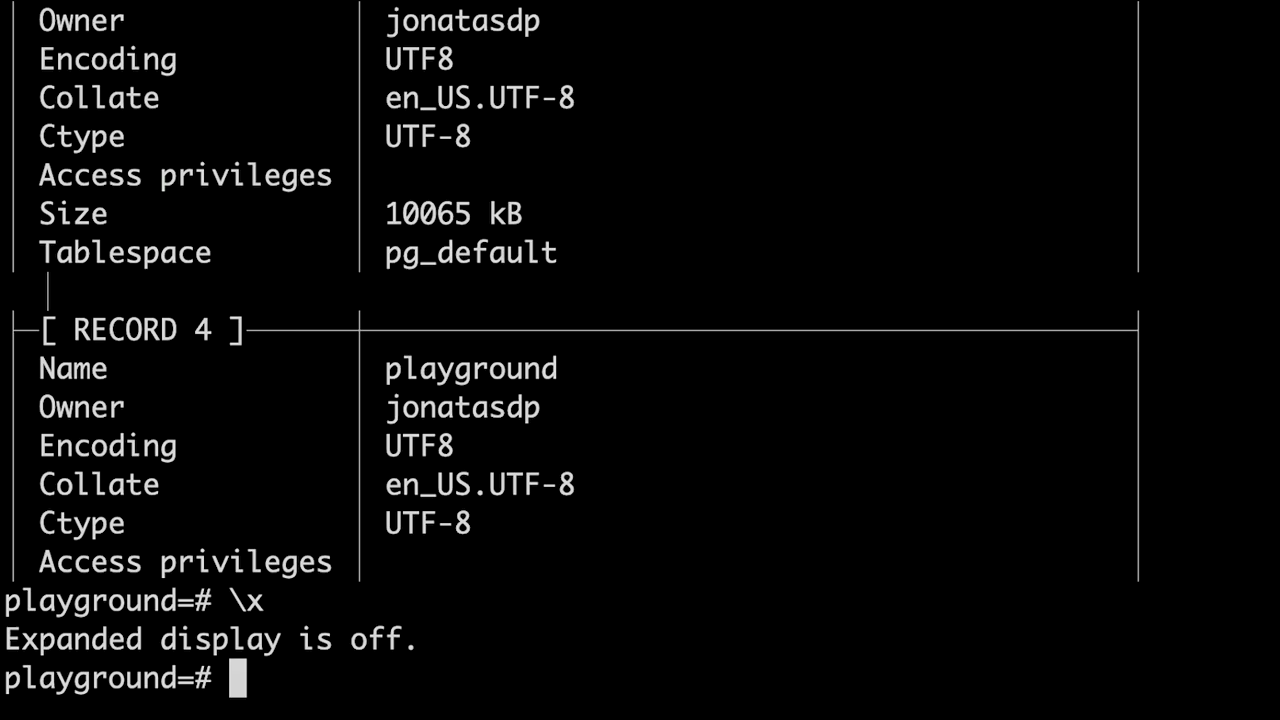 Owner jonatasdp
Encoding UTF8
Collate en_US.UTF-8
Ctype UTF-8
Access privileges
Size 10065 kB
Tablespace pg_default
[ RECORD 4 ]
Name playground
Owner jonatasdp
Encoding UTF8
Collate en_US.UTF-8
Ctype UTF-8
Access privileges
playground=# \x
Expanded display is off.
playground=#